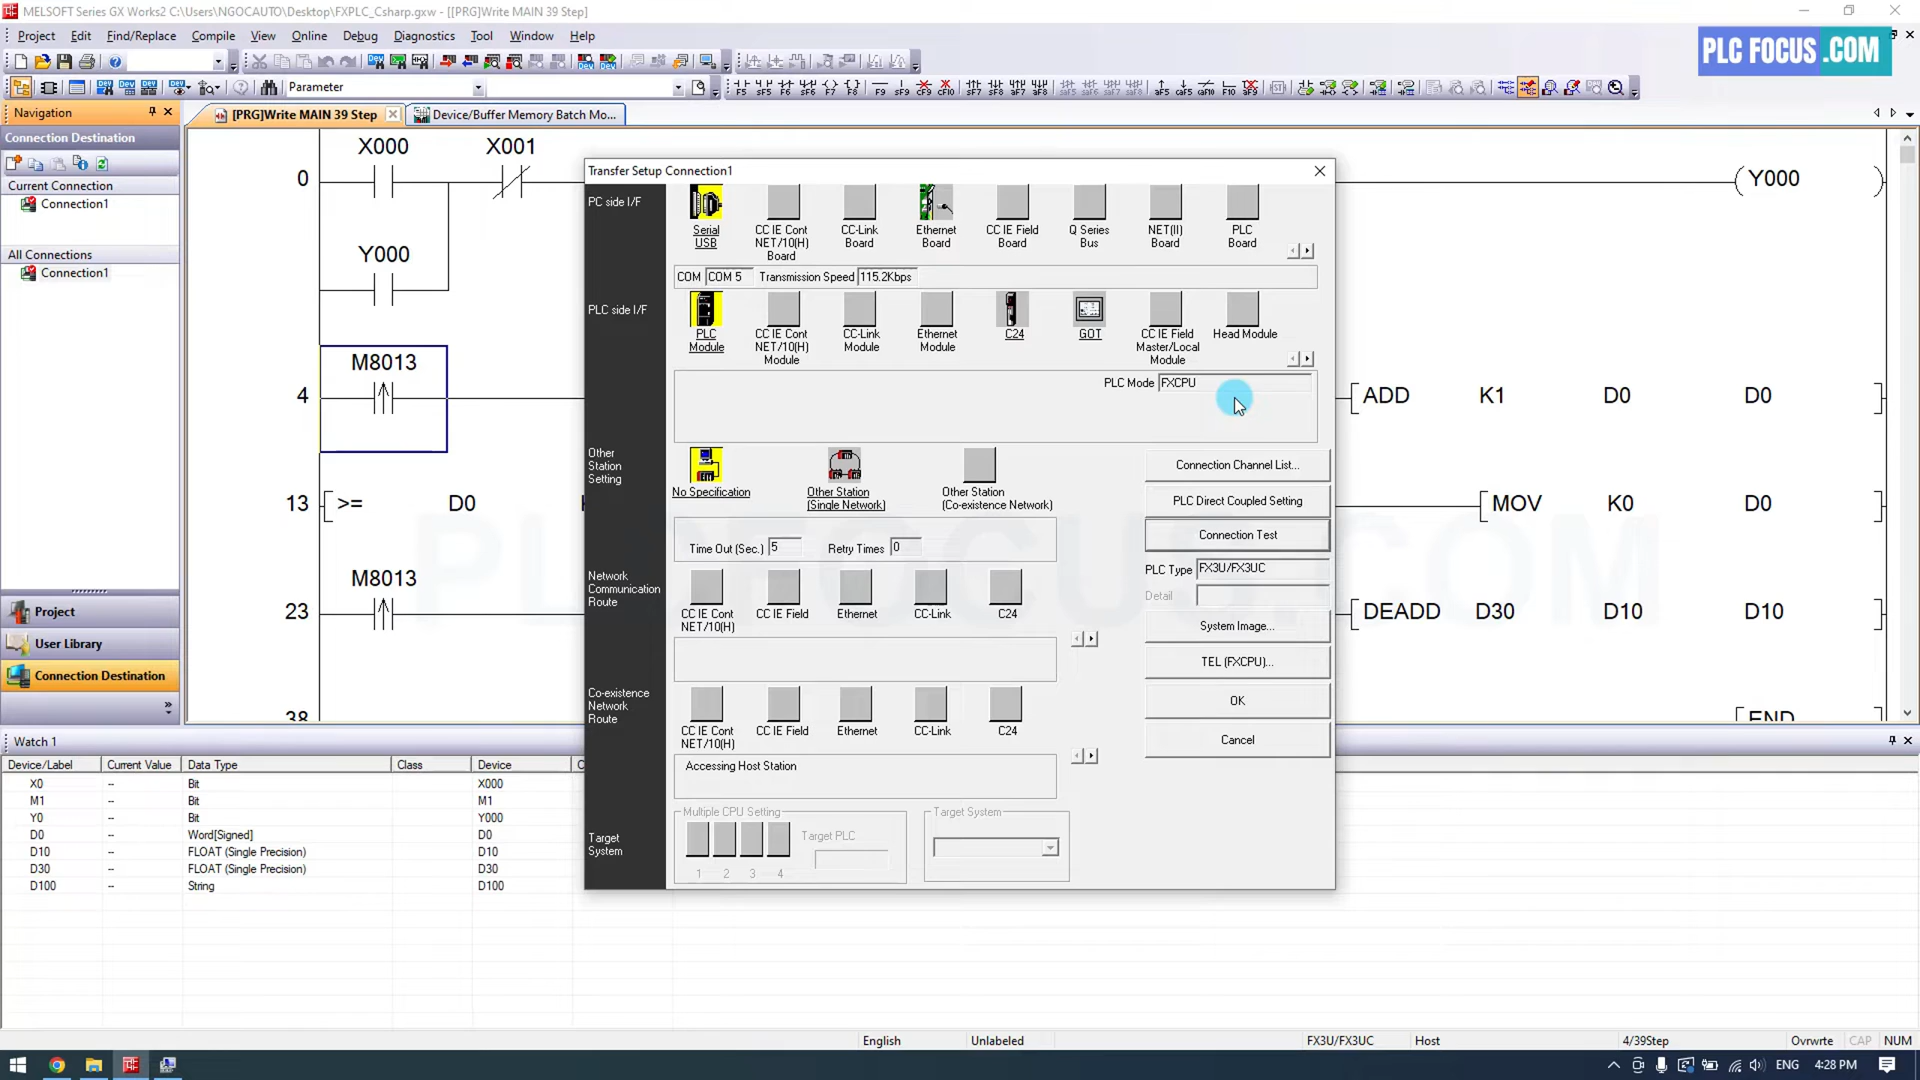 MELSOFT Series GX Works2 C:\Users\NGOCAUTO\Desktop\FXPLC_Csharp.gxw - [[PRG]Write MAIN 39 Step]
Project Edit Find/Replace Compile View Online Debug Diagnostics Tool Window Help
PLC FOCUS .COM
Parameter
Navigation
[PRG]Write MAIN 39 Step
Device/Buffer Memory Batch Mo...
Connection Destination
Current Connection
Connection1
All Connections
Connection1
Project
User Library
Connection Destination
0 X000 X001 Y000
Y000
4 M8013 ADD K1 D0 D0
13 >= D0 MOV K0 D0
23 M8013 DEADD D30 D10 D10
38 END
PLCFOCUS.COM
Transfer Setup Connection1
PC side I/F
Serial USB
CC IE Cont NET/10(H) Board
CC-Link Board
Ethernet Board
CC IE Field Board
Q Series Bus
NET(II) Board
PLC Board
COM COM 5 Transmission Speed 115.2Kbps
PLC side I/F
PLC Module
CC IE Cont NET/10(H) Module
CC-Link Module
Ethernet Module
C24
GOT
CC IE Field Master/Local Module
Head Module
PLC Mode FXCPU
Other Station Setting
No Specification
Other Station (Single Network)
Other Station (Co-existence Network)
Time Out (Sec.) 5 Retry Times 0
Connection Channel List...
PLC Direct Coupled Setting
Connection Test
PLC Type FX3U/FX3UC
Detail
System Image...
TEL (FXCPU)...
OK
Cancel
Network Communication Route
CC IE Cont NET/10(H)
CC IE Field
Ethernet
CC-Link
C24
Co-existence Network Route
CC IE Cont NET/10(H)
CC IE Field
Ethernet
CC-Link
C24
Accessing Host Station
Target System
Multiple CPU Setting
Target PLC
1 2 3 4
Target System
Watch 1
Device/Label Current Value Data Type Class Device C
X0 -- Bit X000
M1 -- Bit M1
Y0 -- Bit Y000
D0 -- Word[Signed] D0
D10 -- FLOAT (Single Precision) D10
D30 -- FLOAT (Single Precision) D30
D100 -- String D100
English Unlabeled FX3U/FX3UC Host 4/39Step Ovrwrte CAP NUM
ENG 4:28 PM